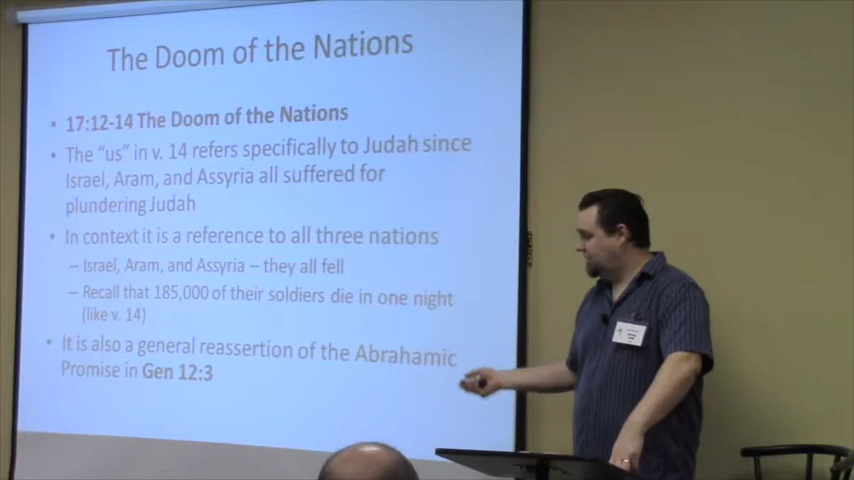 The Doom of the Nations
• 17:12-14 The Doom of the Nations
• The "us" in v. 14 refers specifically to Judah since
Israel, Aram, and Assyria all suffered for
plundering Judah
• In context it is a reference to all three nations
– Israel, Aram, and Assyria – they all fell
– Recall that 185,000 of their soldiers die in one night
(like v. 14)
• It is also a general reassertion of the Abrahamic
Promise in Gen 12:3